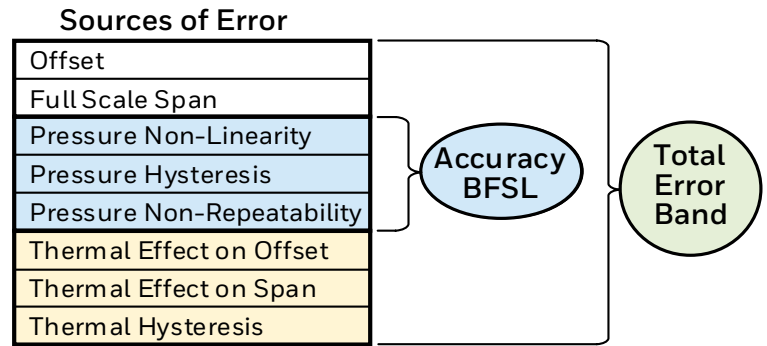 Sources of Error
Offset
Full Scale Span
Pressure Non-Linearity
Pressure Hysteresis
Pressure Non-Repeatability
Thermal Effect on Offset
Thermal Effect on Span
Thermal Hysteresis
Accuracy
BFSL
Total
Error
Band